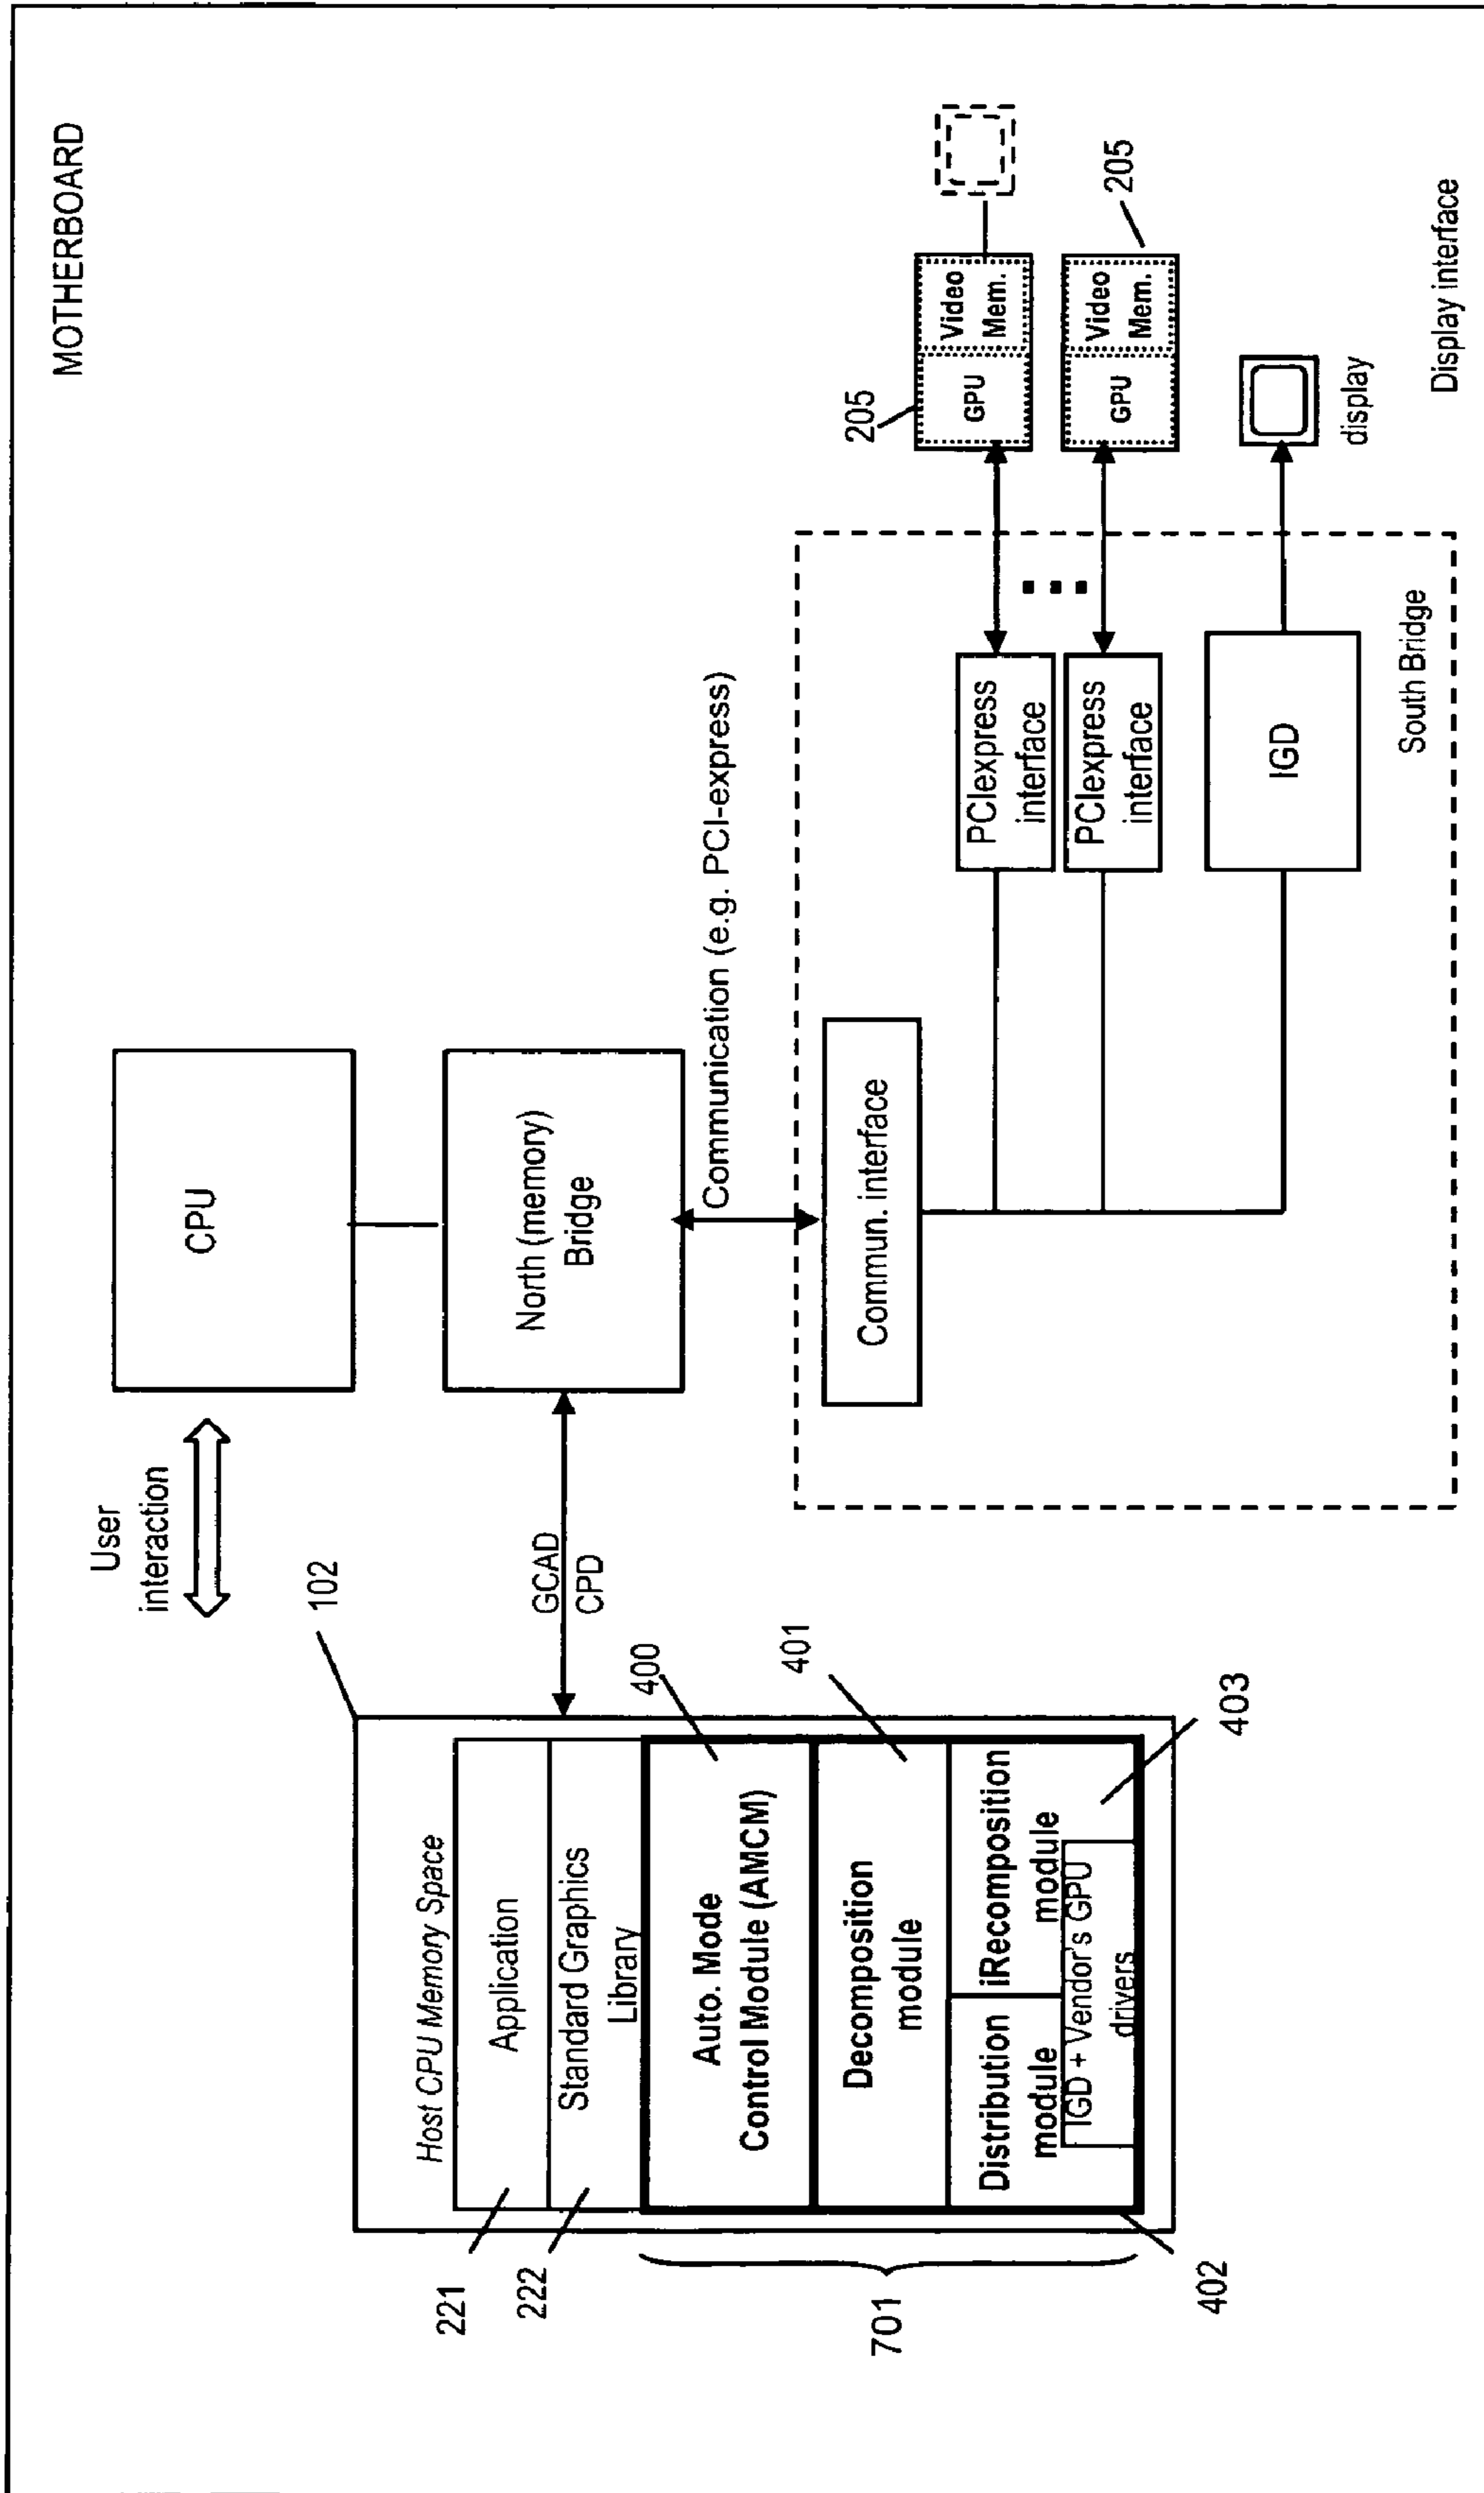 MOTHERBOARD
User
interaction
CPU
102
Host CPU Memory Space
221
Application
222
Standard Graphics
Library
GCAD
CPD
North (memory)
Bridge
400
Auto. Mode
Control Module (AMCM)
Communication (e.g. PCI-express)
701
401
Decomposition
module
Distribution
module
iRecomposition
module
403
IGD + Vendor's GPU
drivers
402
Commun. interface
PCIexpress
interface
PCIexpress
interface
IGD
South Bridge
205
GPU
Video
Mem.
205
GPU
Video
Mem.
display
Display interface